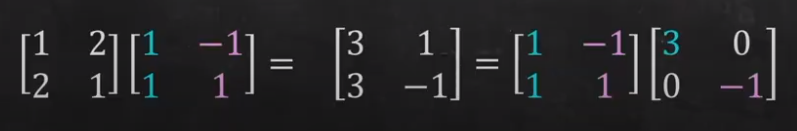 [1 2] [1 −1] = [3 1] = [1 −1] [3 0]
[2 1] [1 1] [3 −1] [1 1] [0 −1]